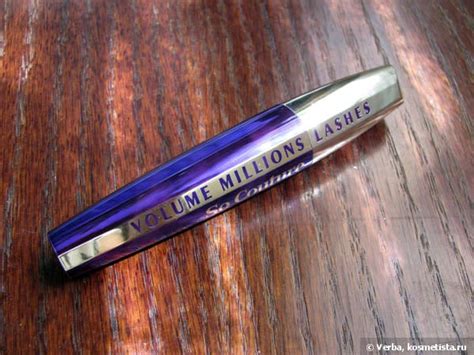 VOLUME MILLIONS LASHES
So Couture
© Verba, kosmetista.ru